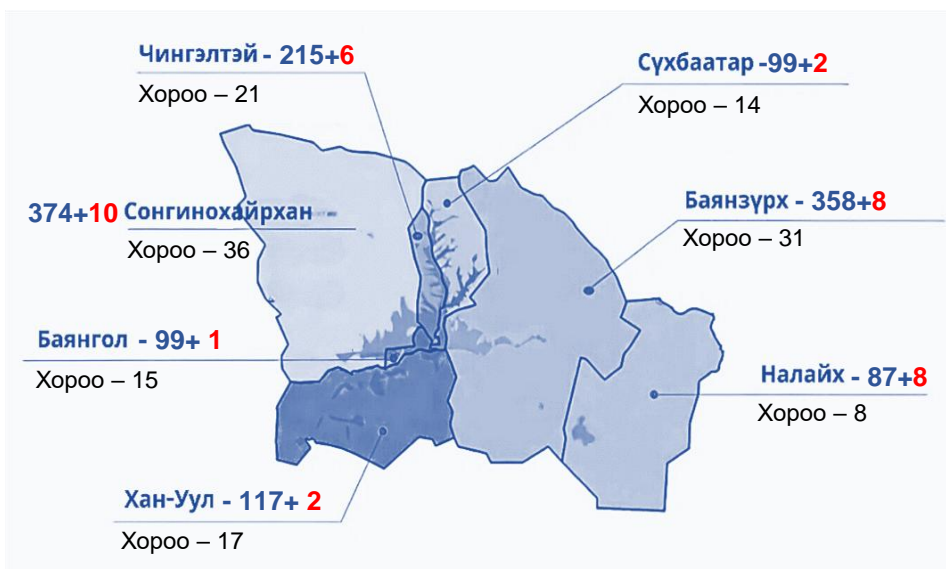 Чингэлтэй - 215+6
Хороо – 21
Сүхбаатар -99+2
Хороо – 14
374+10 Сонгинохайрхан
Хороо – 36
Баянзүрх - 358+8
Хороо – 31
Баянгол - 99+ 1
Хороо – 15
Налайх - 87+8
Хороо – 8
Хан-Уул - 117+ 2
Хороо – 17